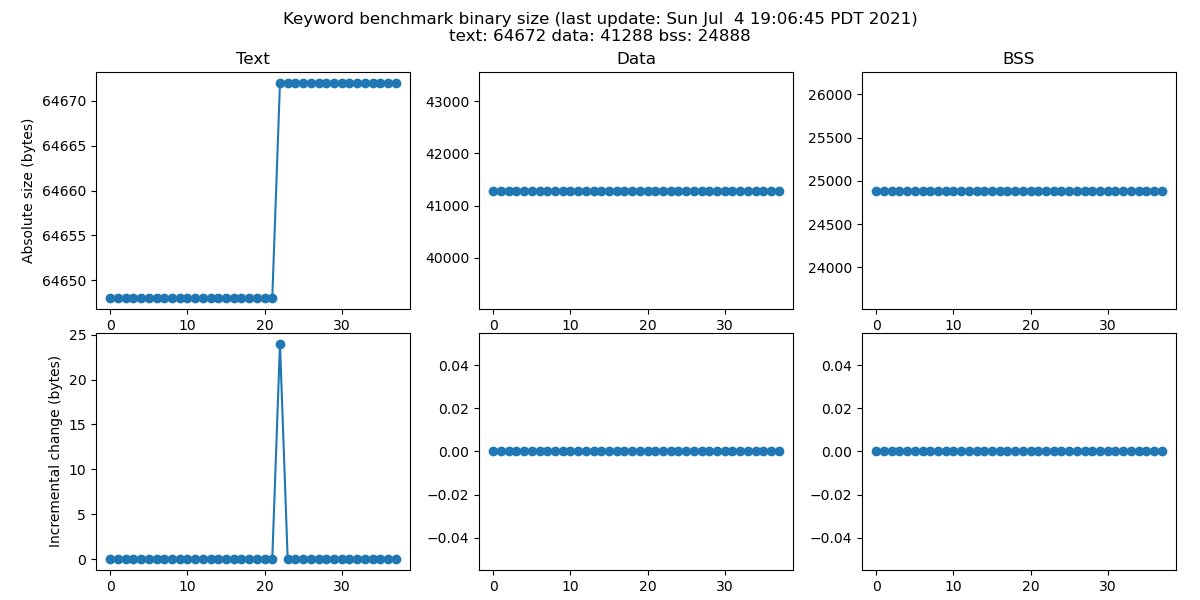 Keyword benchmark binary size (last update: Sun Jul  4 19:06:45 PDT 2021)
text: 64672 data: 41288 bss: 24888
Text
Absolute size (bytes)
64670
64665
64660
64655
64650
0 10 20 30
Data
43000
42000
41000
40000
0 10 20 30
BSS
26000
25500
25000
24500
24000
0 10 20 30
Incremental change (bytes)
25
20
15
10
5
0
0 10 20 30
0.04
0.02
0.00
−0.02
−0.04
0 10 20 30
0.04
0.02
0.00
−0.02
−0.04
0 10 20 30